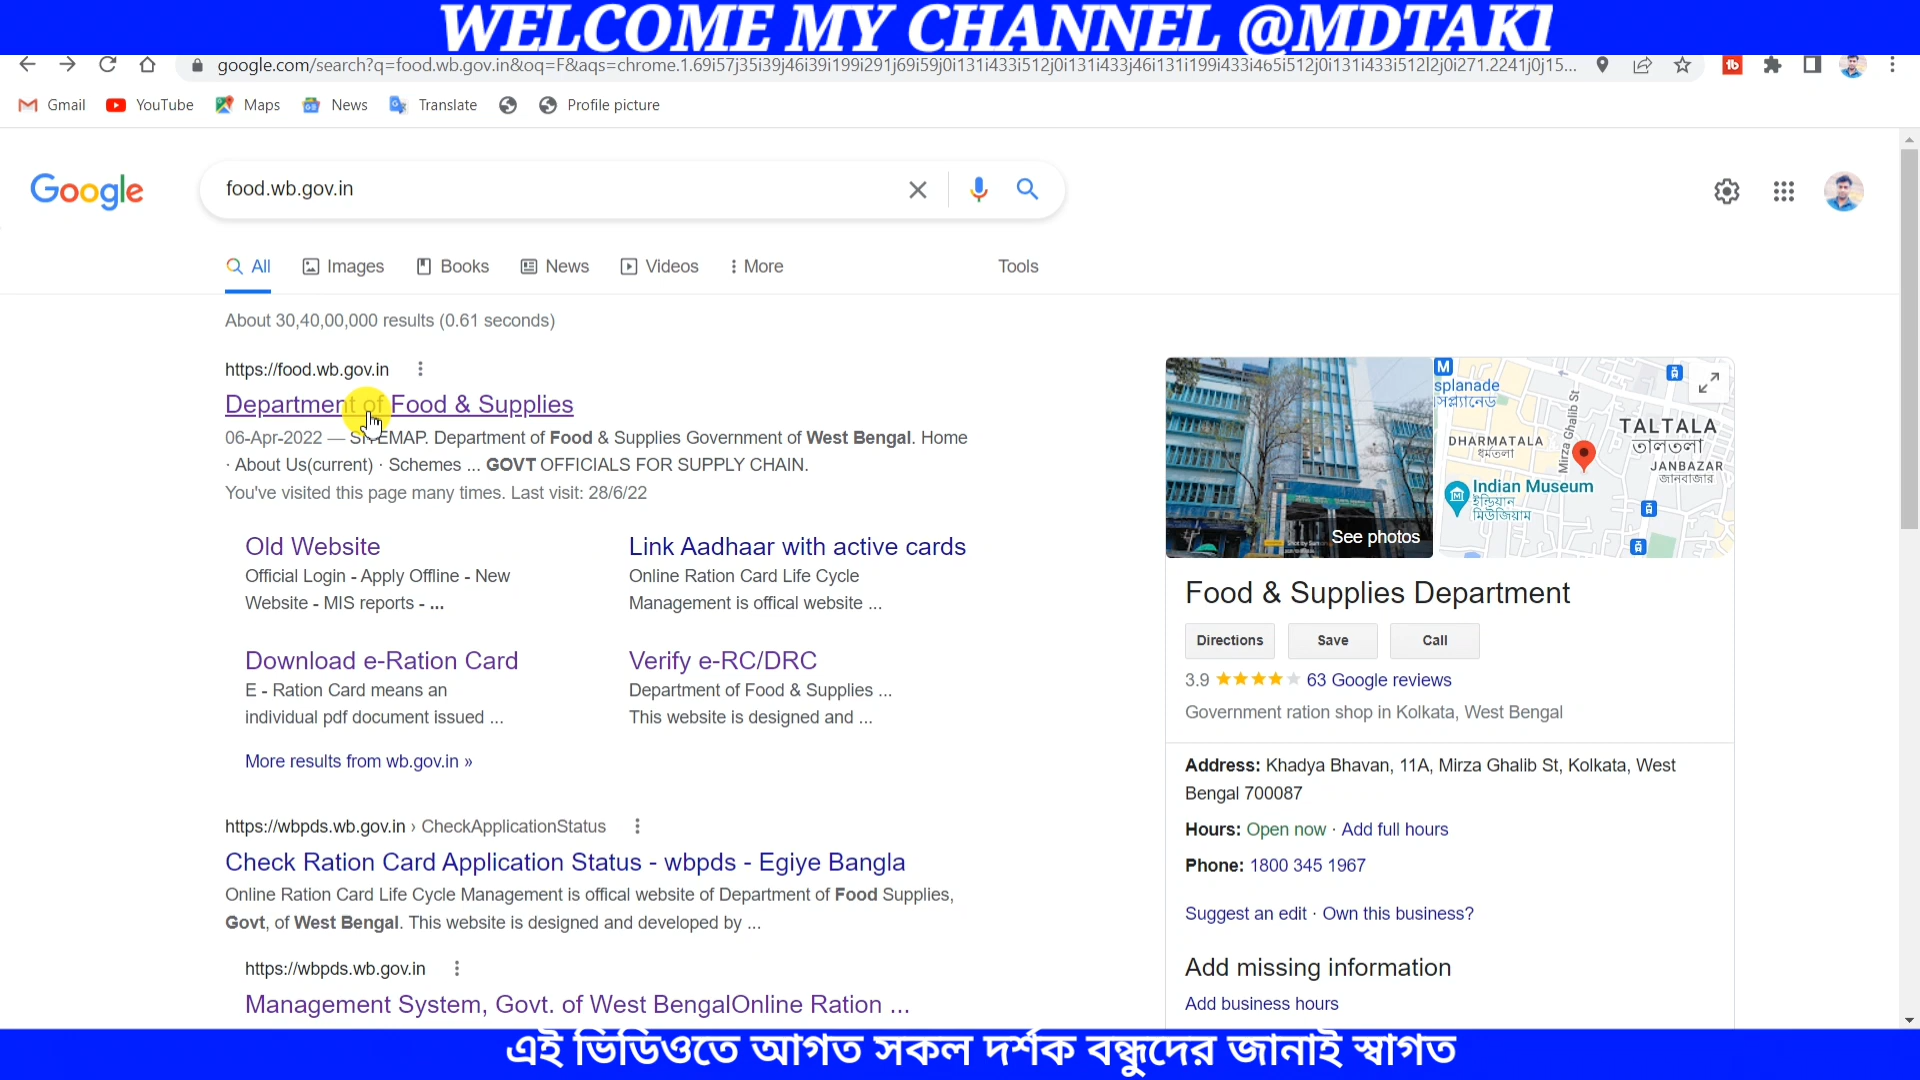 WELCOME MY CHANNEL @MDTAKI
google.com/search?q=food.wb.gov.in&oq=F&aqs=chrome.1.69i57j35i39j46i39i199i291j69i59j0i131i433i512j0i131i433j46i131i199i433i465i512j0i131i433i512l2j0i271.2241j0j15...
Gmail YouTube Maps News Translate Profile picture
Google food.wb.gov.in
All Images Books News Videos More Tools
About 30,40,00,000 results (0.61 seconds)
https://food.wb.gov.in
Department of Food & Supplies
06-Apr-2022 — SITEMAP. Department of Food & Supplies Government of West Bengal. Home
· About Us(current) · Schemes ... GOVT OFFICIALS FOR SUPPLY CHAIN.
You've visited this page many times. Last visit: 28/6/22
Old Website
Official Login - Apply Offline - New
Website - MIS reports - ...
Link Aadhaar with active cards
Online Ration Card Life Cycle
Management is offical website ...
Download e-Ration Card
E - Ration Card means an
individual pdf document issued ...
Verify e-RC/DRC
Department of Food & Supplies ...
This website is designed and ...
More results from wb.gov.in »
https://wbpds.wb.gov.in › CheckApplicationStatus
Check Ration Card Application Status - wbpds - Egiye Bangla
Online Ration Card Life Cycle Management is offical website of Department of Food Supplies,
Govt, of West Bengal. This website is designed and developed by ...
https://wbpds.wb.gov.in
Management System, Govt. of West BengalOnline Ration ...
See photos
M
splanade
সপ্ল্যানেড
DHARMATALA
ধর্মতলা
Mirza Ghalib St
TALTALA
তালতলা
JANBAZAR
জানবাজার
Indian Museum
ইন্ডিয়ান
মিউজিয়াম
Food & Supplies Department
Directions Save Call
3.9 63 Google reviews
Government ration shop in Kolkata, West Bengal
Address: Khadya Bhavan, 11A, Mirza Ghalib St, Kolkata, West
Bengal 700087
Hours: Open now · Add full hours
Phone: 1800 345 1967
Suggest an edit · Own this business?
Add missing information
Add business hours
এই ভিডিওতে আগত সকল দর্শক বন্ধুদের জানাই স্বাগত